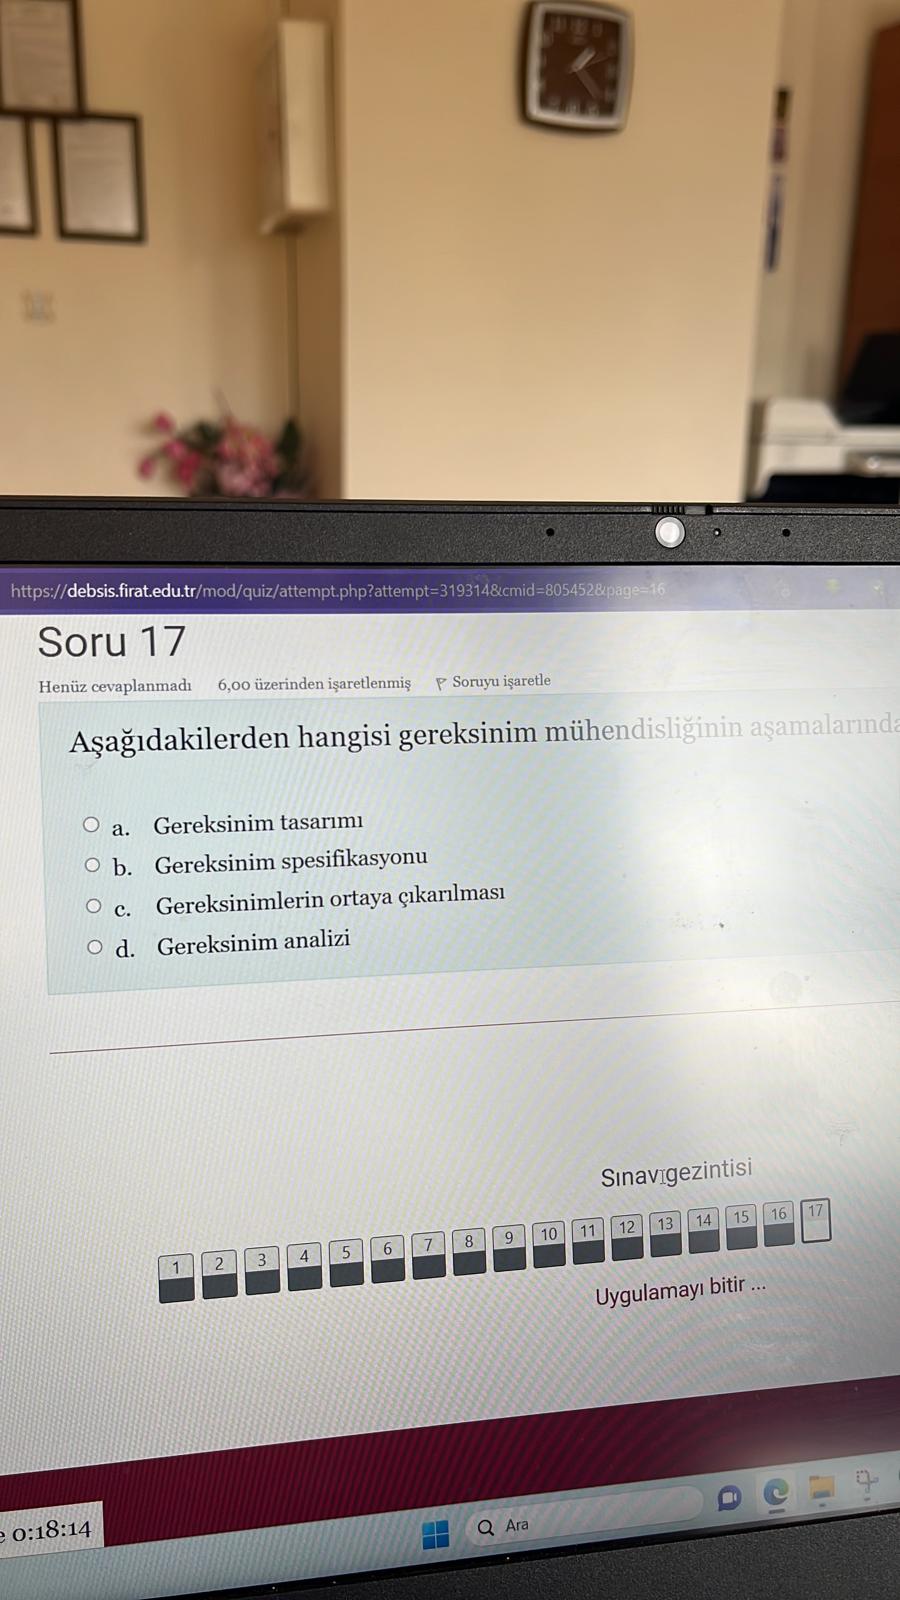 https://debsis.firat.edu.tr/mod/quiz/attempt.php?attempt=319314&cmid=805452&page=16
Soru 17
Henüz cevaplanmadı 6,00 üzerinden işaretlenmiş Soruyu işaretle
Aşağıdakilerden hangisi gereksinim mühendisliğinin aşamalarında
a. Gereksinim tasarımı
b. Gereksinim spesifikasyonu
c. Gereksinimlerin ortaya çıkarılması
d. Gereksinim analizi
Sınav gezintisi
1 2 3 4 5 6 7 8 9 10 11 12 13 14 15 16 17
Uygulamayı bitir ...
e 0:18:14
Ara